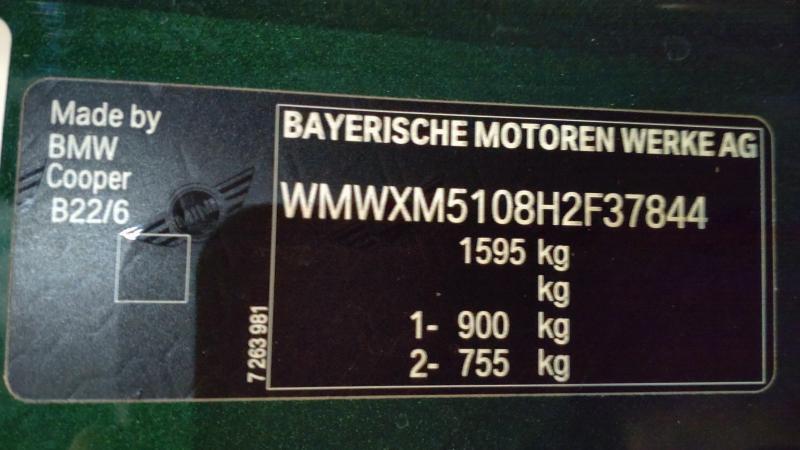 Made by
BMW
Cooper
B22/6
MINI
7 263 981
BAYERISCHE MOTOREN WERKE AG
WMWXM5108H2F37844
1595 kg
kg
1- 900 kg
2- 755 kg